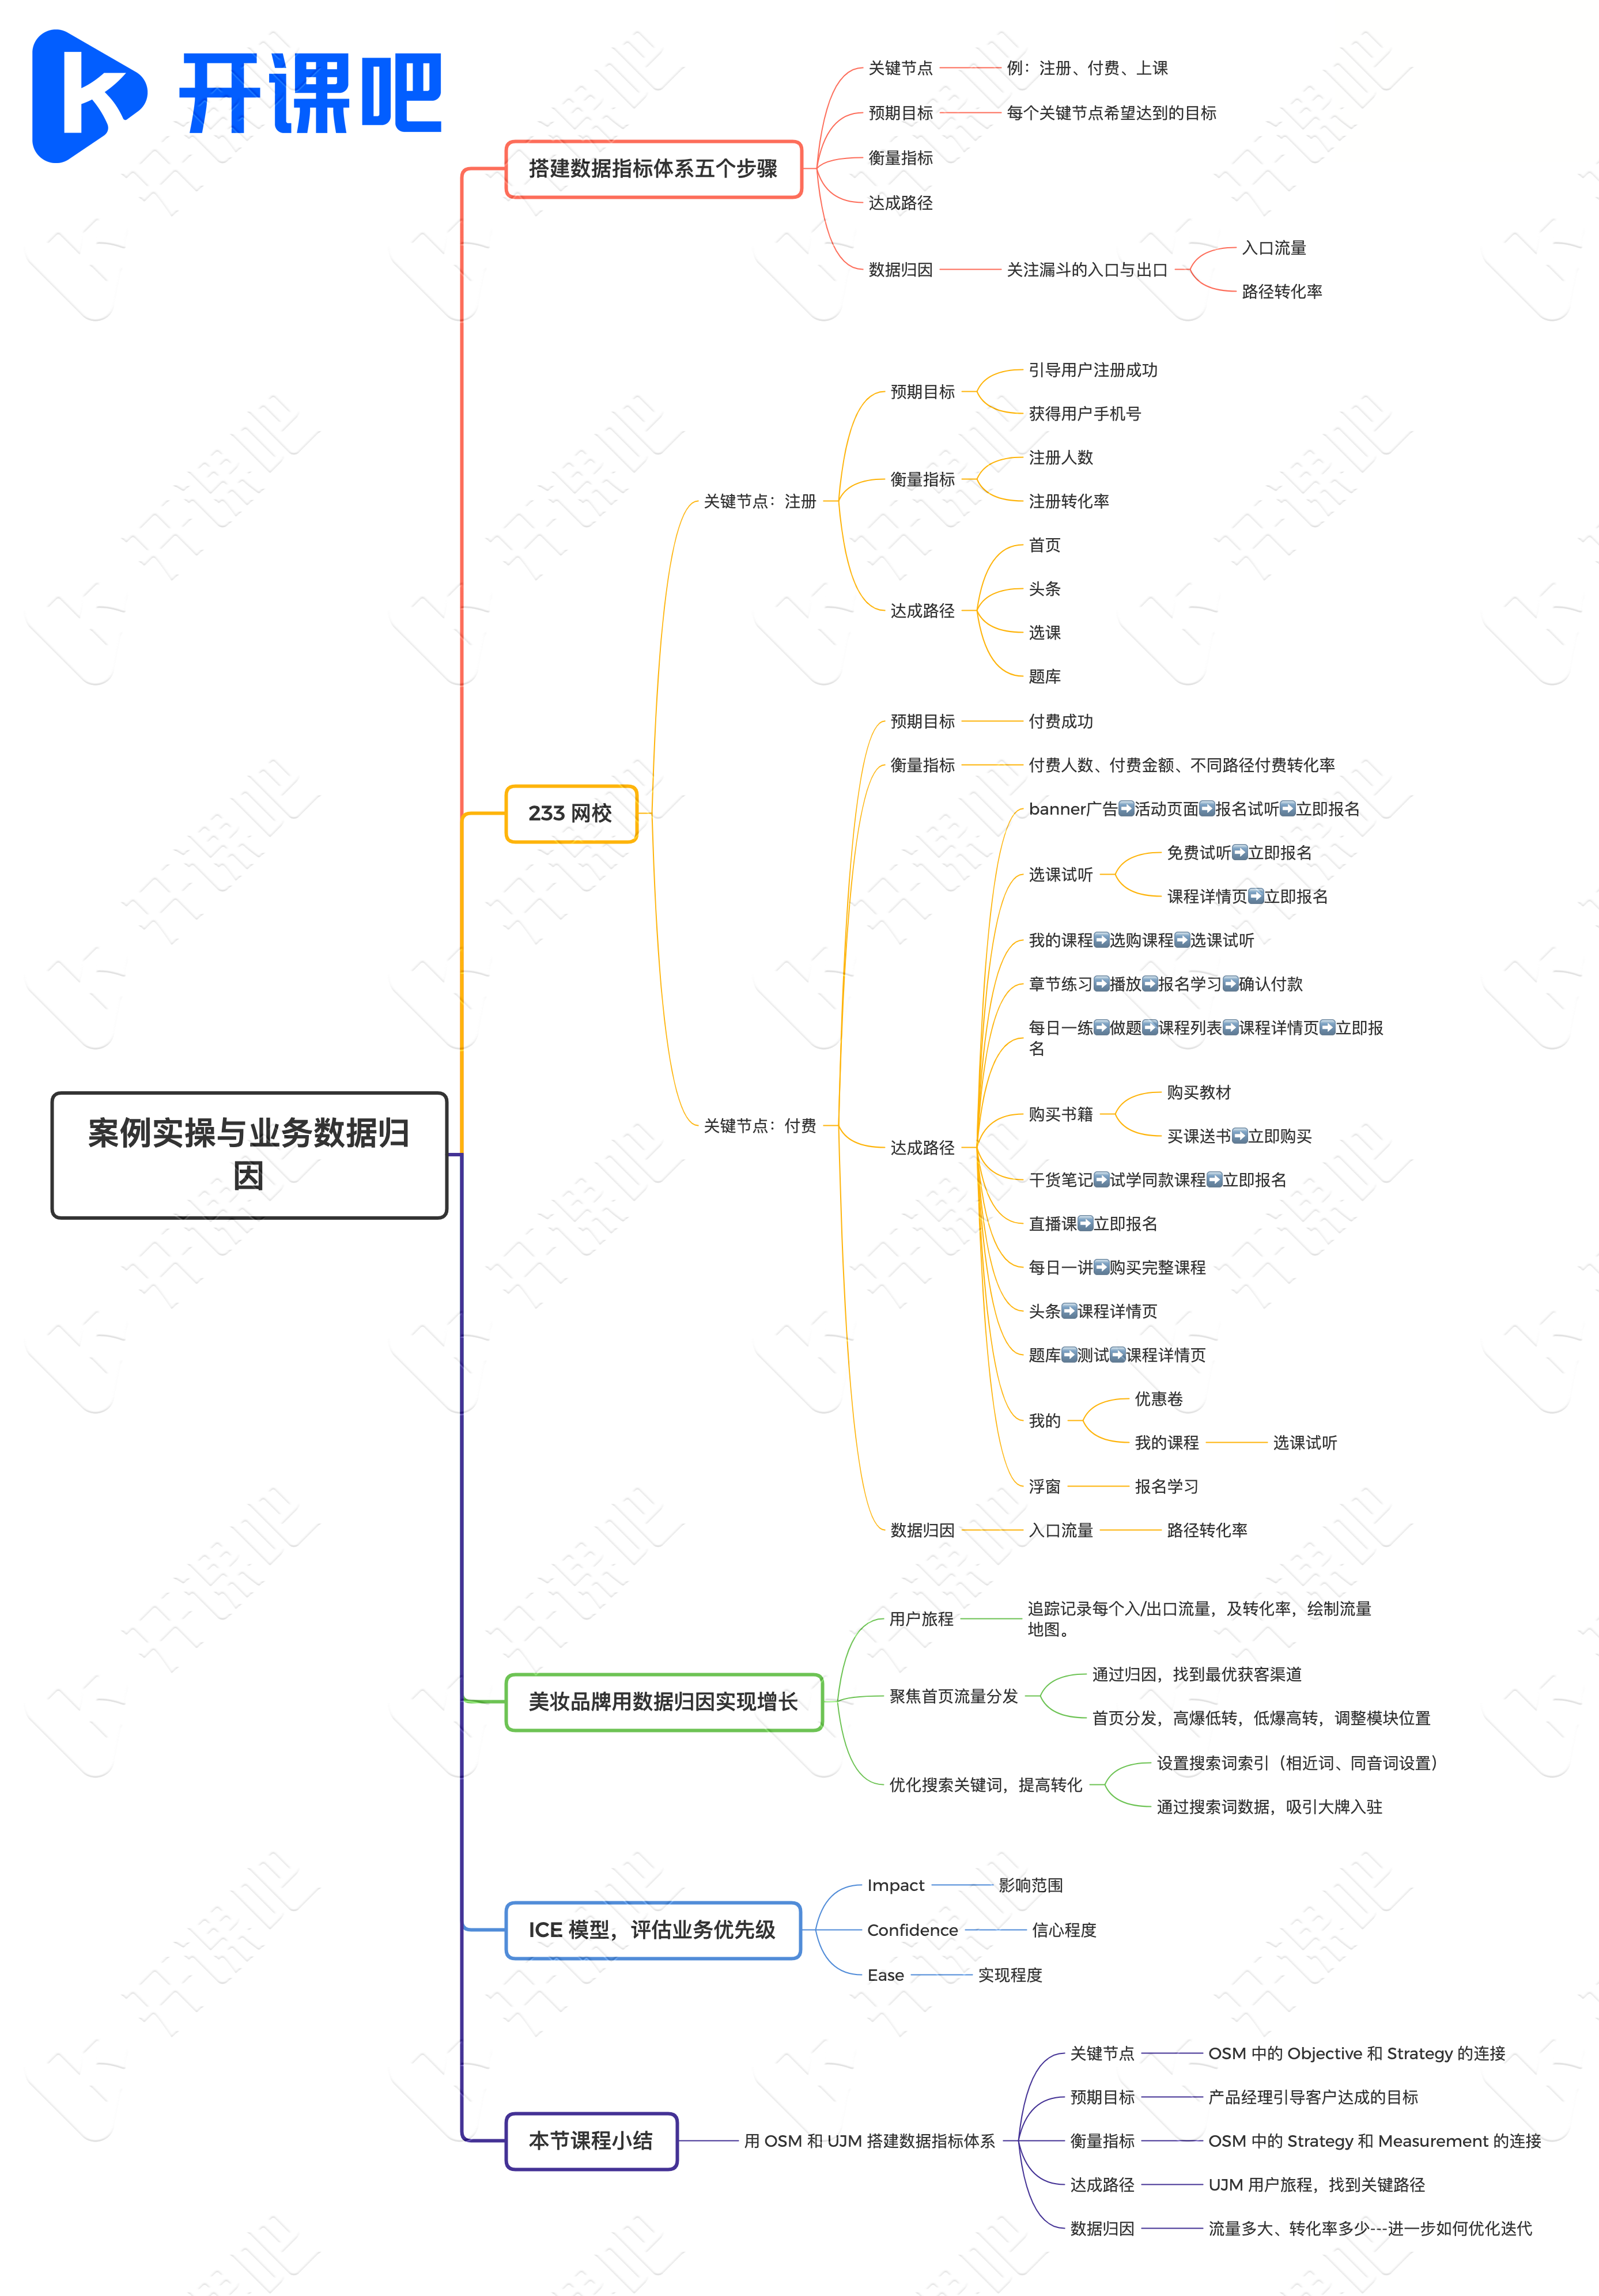 开课吧
搭建数据指标体系五个步骤
关键节点
例：注册、付费、上课
预期目标
每个关键节点希望达到的目标
衡量指标
达成路径
数据归因
关注漏斗的入口与出口
入口流量
路径转化率
233 网校
关键节点：注册
预期目标
引导用户注册成功
获得用户手机号
衡量指标
注册人数
注册转化率
达成路径
首页
头条
选课
题库
关键节点：付费
预期目标
付费成功
衡量指标
付费人数、付费金额、不同路径付费转化率
达成路径
banner广告➡活动页面➡报名试听➡立即报名
选课试听
免费试听➡立即报名
课程详情页➡立即报名
我的课程➡选购课程➡选课试听
章节练习➡播放➡报名学习➡确认付款
每日一练➡做题➡课程列表➡课程详情页➡立即报
名
购买书籍
购买教材
买课送书➡立即购买
干货笔记➡试学同款课程➡立即报名
直播课➡立即报名
每日一讲➡购买完整课程
头条➡课程详情页
题库➡测试➡课程详情页
我的
优惠卷
我的课程
选课试听
浮窗
报名学习
数据归因
入口流量
路径转化率
案例实操与业务数据归
因
美妆品牌用数据归因实现增长
用户旅程
追踪记录每个入/出口流量，及转化率，绘制流量
地图。
聚焦首页流量分发
通过归因，找到最优获客渠道
首页分发，高爆低转，低爆高转，调整模块位置
优化搜索关键词，提高转化
设置搜索词索引（相近词、同音词设置）
通过搜索词数据，吸引大牌入驻
ICE 模型，评估业务优先级
Impact
影响范围
Confidence
信心程度
Ease
实现程度
本节课程小结
用 OSM 和 UJM 搭建数据指标体系
关键节点
OSM 中的 Objective 和 Strategy 的连接
预期目标
产品经理引导客户达成的目标
衡量指标
OSM 中的 Strategy 和 Measurement 的连接
达成路径
UJM 用户旅程，找到关键路径
数据归因
流量多大、转化率多少---进一步如何优化迭代